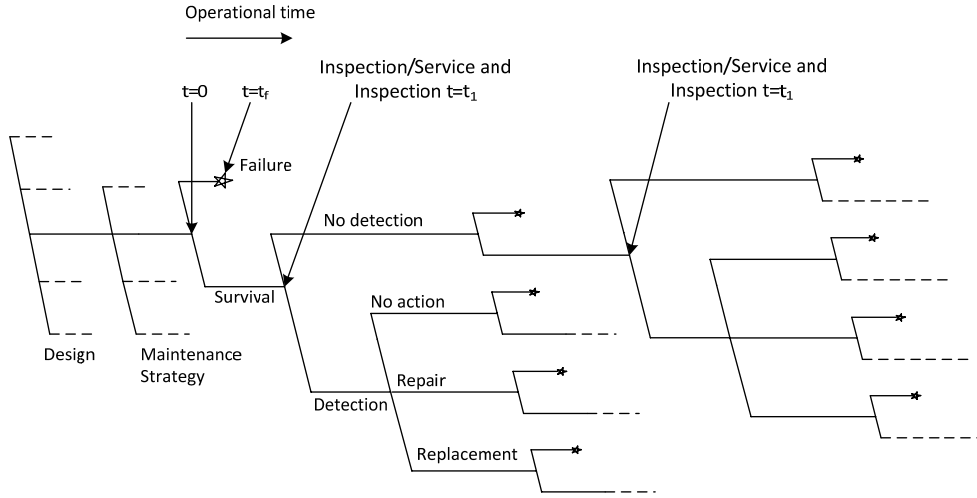 Operational time
Inspection/Service and
Inspection t=t₁
Inspection/Service and
Inspection t=t₁
t=0
t=tf
Failure
No detection
Survival
No action
Design
Maintenance
Strategy
Repair
Detection
Replacement